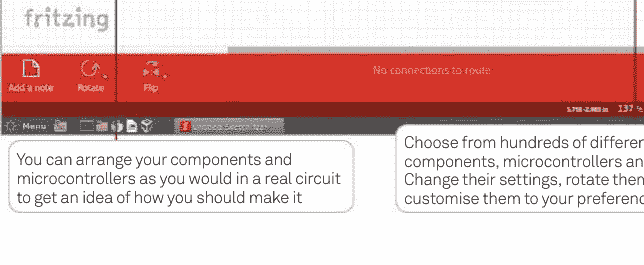 fritzing
No connections to route
Add a note
Rotate
Flip
137 %
Menu
You can arrange your components and
microcontrollers as you would in a real circuit
to get an idea of how you should make it
Choose from hundreds of differen
components, microcontrollers an
Change their settings, rotate them
customise them to your preferenc